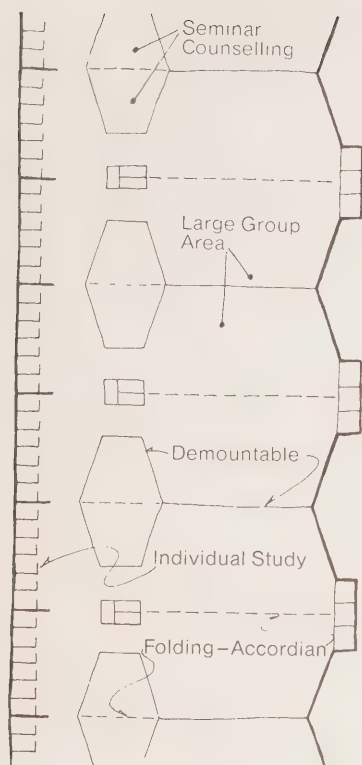 Seminar
Counselling
Large Group
Area
Demountable
Individual Study
Folding-Accordian